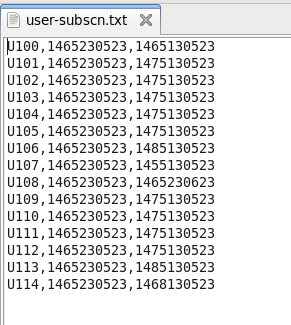 user-subscn.txt
U100,1465230523,1465130523
U101,1465230523,1475130523
U102,1465230523,1475130523
U103,1465230523,1475130523
U104,1465230523,1475130523
U105,1465230523,1475130523
U106,1465230523,1485130523
U107,1465230523,1455130523
U108,1465230523,1465230623
U109,1465230523,1475130523
U110,1465230523,1475130523
U111,1465230523,1475130523
U112,1465230523,1475130523
U113,1465230523,1485130523
U114,1465230523,1468130523